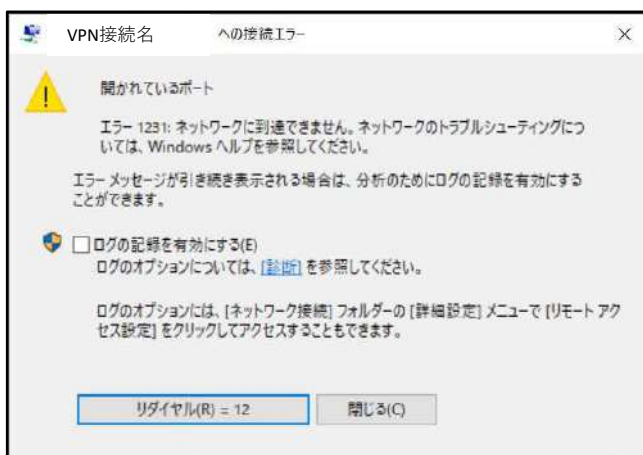 VPN接続名 への接続エラー
開かれているポート
エラー 1231: ネットワークに到達できません。ネットワークのトラブルシューティングにつ
いては、Windows ヘルプを参照してください。
エラー メッセージが引き続き表示される場合は、分析のためにログの記録を有効にする
ことができます。
ログの記録を有効にする(E)
ログのオプションについては、[診断] を参照してください。
ログのオプションには、[ネットワーク接続] フォルダーの [詳細設定] メニューで [リモート アク
セス設定] をクリックしてアクセスすることもできます。
リダイヤル(R) = 12
閉じる(C)